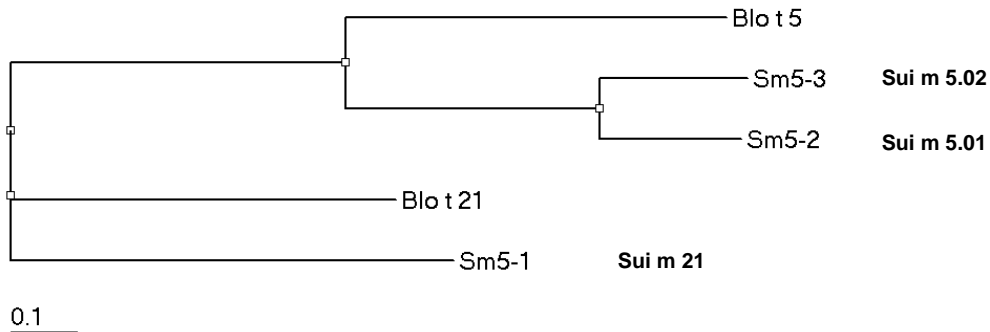 Blo t 5
Sm5-3 Sui m 5.02
Sm5-2 Sui m 5.01
Blo t 21
Sm5-1 Sui m 21
0.1